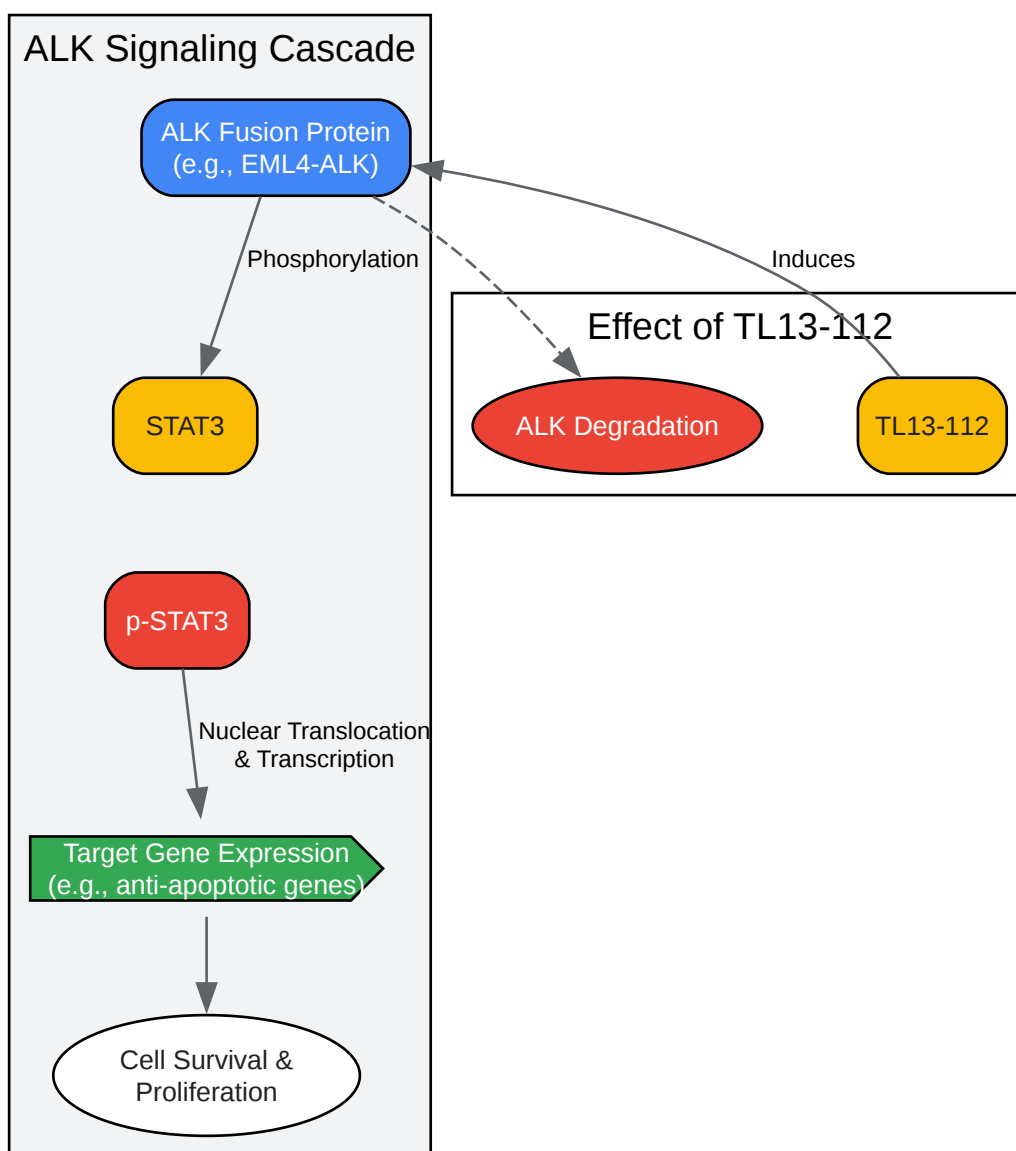 ALK Signaling Cascade
ALK Fusion Protein
(e.g., EML4-ALK)
Phosphorylation
Induces
Effect of TL13-112
STAT3
ALK Degradation
TL13-112
p-STAT3
Nuclear Translocation
& Transcription
Target Gene Expression
(e.g., anti-apoptotic genes)
Cell Survival &
Proliferation